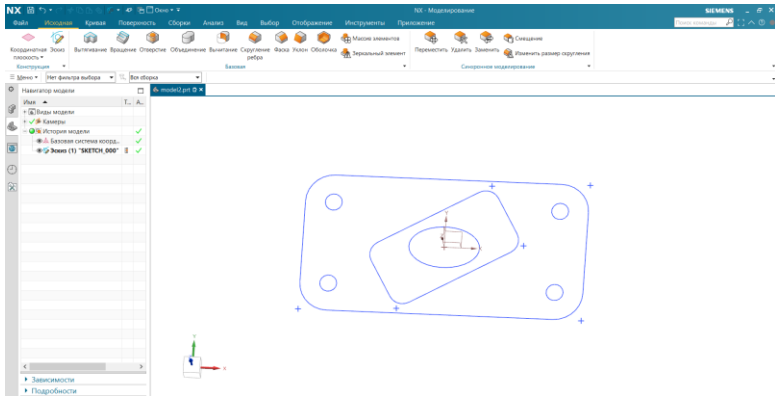 NX Окно NX - Моделирование SIEMENS
Файл Исходная Кривая Поверхность Сборки Анализ Вид Выбор Отображение Инструменты Приложение Поиск команды
Координатная плоскость Эскиз Вытягивание Вращение Отверстие Объединение Вычитание Скругление ребра Фаска Уклон Оболочка Массив элементов Зеркальный элемент Переместить Удалить Заменить Смещение Изменить размер скругления
Конструкция Базовая Синхронное моделирование
Меню Нет фильтра выбора Вся сборка
Навигатор модели model2.prt
Имя Т... А...
Виды модели
Камеры
История модели
Базовая система коорд...
Эскиз (1) "SKETCH_000"
Y
X
Зависимости
Подробности